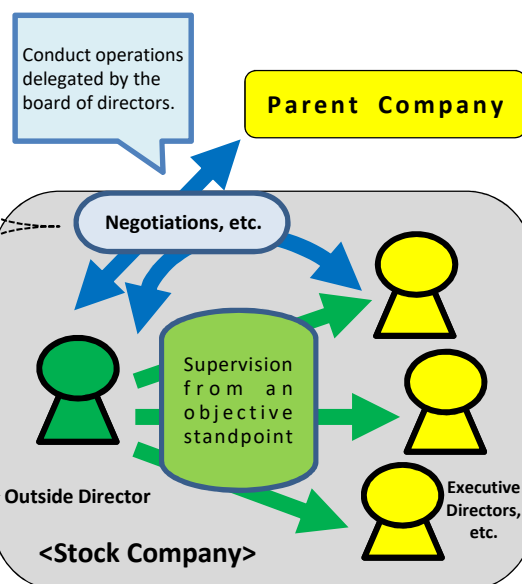 Conduct operations
delegated by the
board of directors.
Parent Company
Negotiations, etc.
Supervision
from an
objective
standpoint
Outside Director
Executive
Directors,
etc.
<Stock Company>